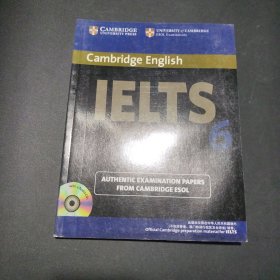 CAMBRIDGE
UNIVERSITY PRESS
UNIVERSITY of CAMBRIDGE
ESOL Examinations
Cambridge English
IELTS
6
AUTHENTIC EXAMINATION PAPERS
FROM CAMBRIDGE ESOL
Official Cambridge preparation material for IELTS